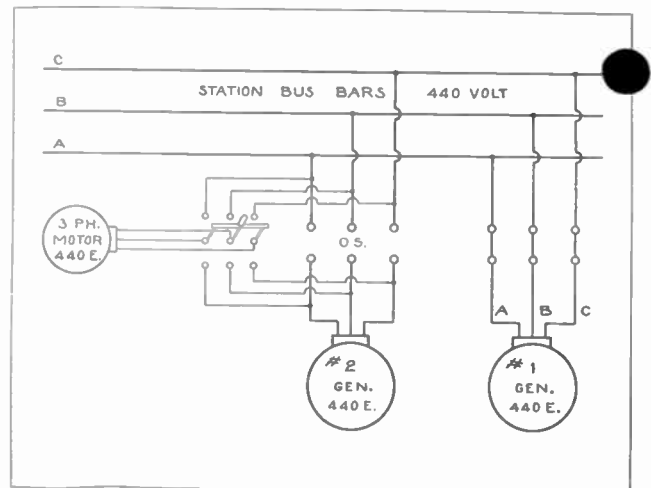 C
STATION BUS BARS 440 VOLT
B
A
3 PH.
MOTOR
440 E.
O.S.
A B C
#2
GEN.
440 E.
#1
GEN.
440 E.